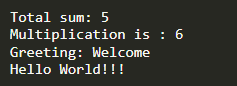 Total sum: 5
Multiplication is : 6
Greeting: Welcome
Hello World!!!